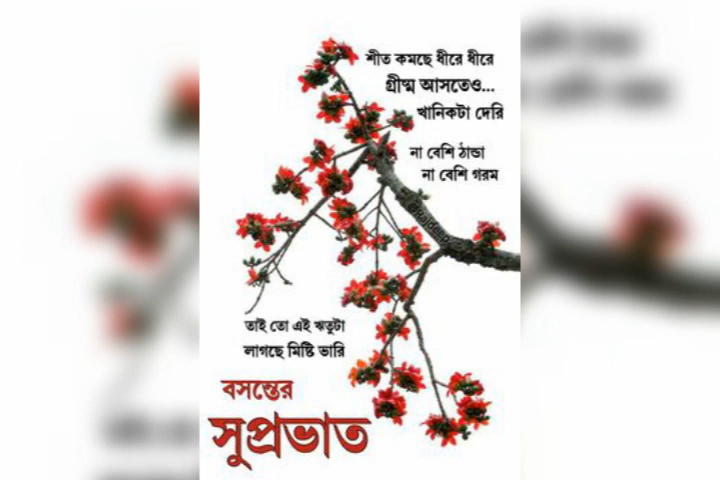 শীত কমছে ধীরে ধীরে
গ্রীষ্ম আসতেও...
খানিকটা দেরি
না বেশি ঠান্ডা
না বেশি গরম
তাই তো এই ঋতুটা
লাগছে মিষ্টি ভারি
বসন্তের
সুপ্রভাত